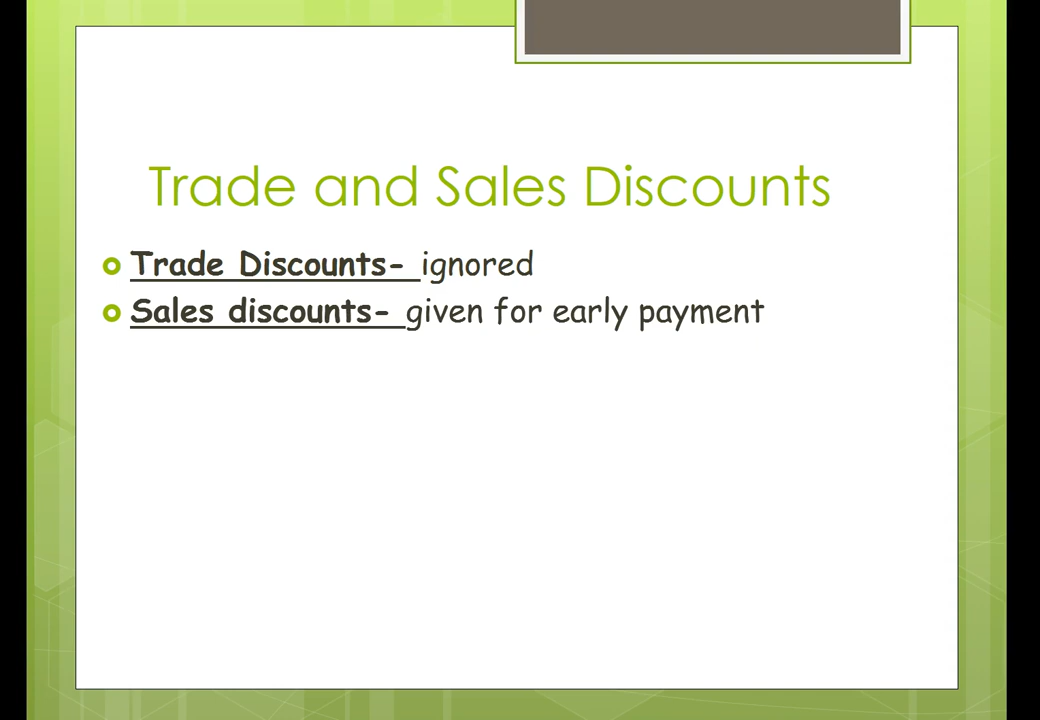 Trade and Sales Discounts
Trade Discounts- ignored
Sales discounts- given for early payment